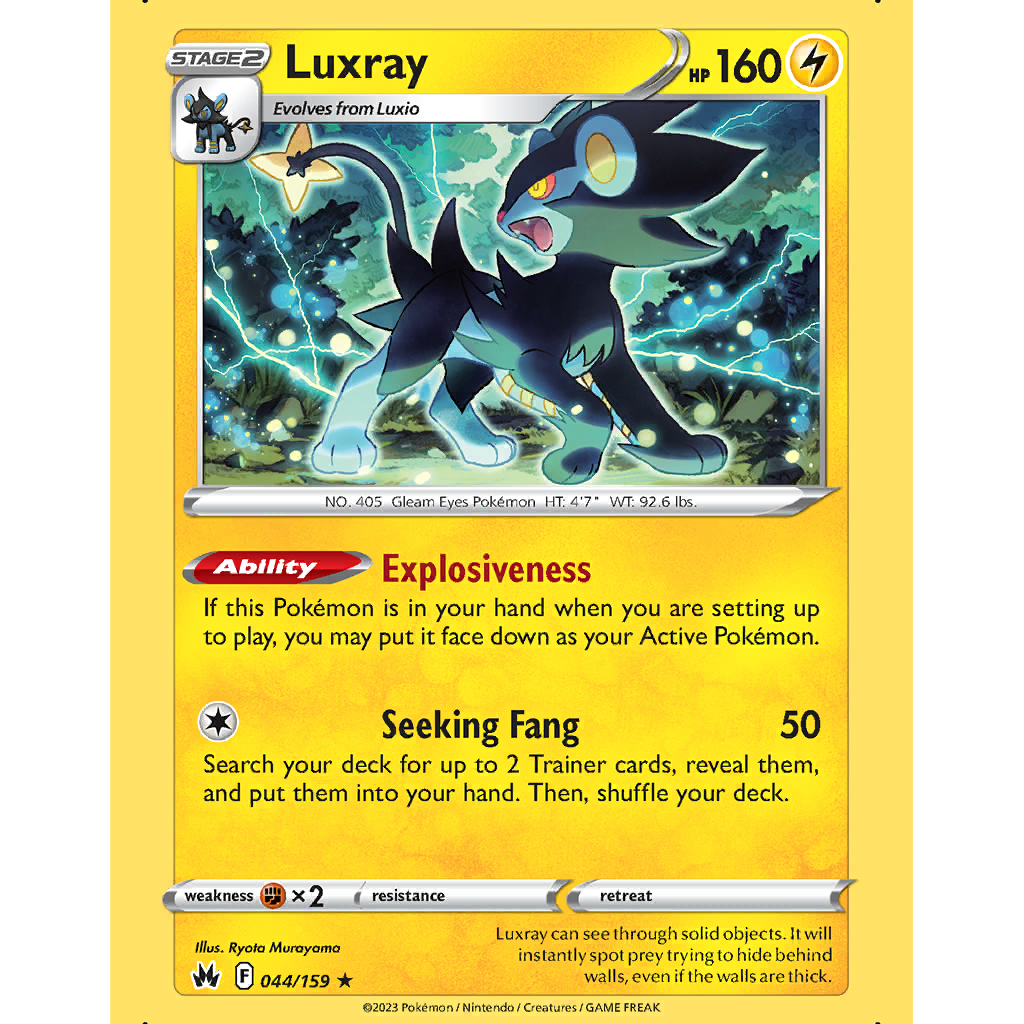 STAGE2
Luxray
HP 160
Evolves from Luxio
NO. 405 Gleam Eyes Pokémon HT: 4'7" WT: 92.6 lbs.
Ability Explosiveness
If this Pokémon is in your hand when you are setting up
to play, you may put it face down as your Active Pokémon.
Seeking Fang 50
Search your deck for up to 2 Trainer cards, reveal them,
and put them into your hand. Then, shuffle your deck.
weakness ×2 resistance retreat
Illus. Ryota Murayama
F 044/159 ★
Luxray can see through solid objects. It will
instantly spot prey trying to hide behind
walls, even if the walls are thick.
©2023 Pokémon / Nintendo / Creatures / GAME FREAK